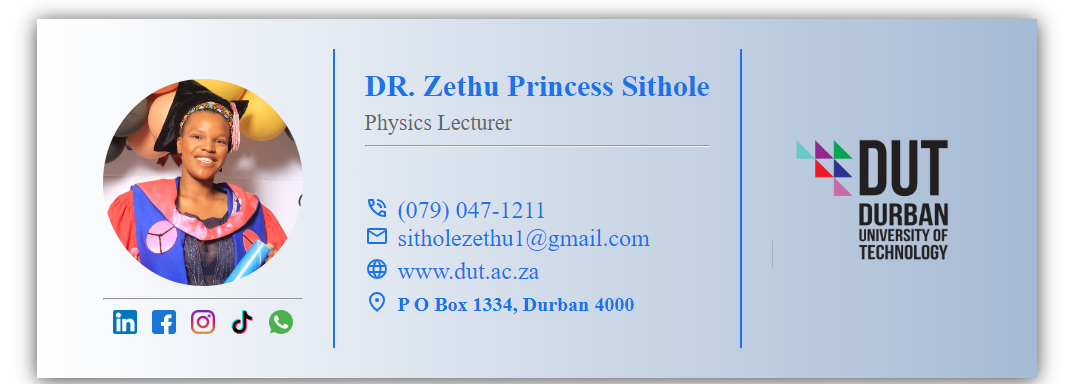 DR. Zethu Princess Sithole
Physics Lecturer
(079) 047-1211
sitholezethu1@gmail.com
www.dut.ac.za
P O Box 1334, Durban 4000
in
DUT
DURBAN
UNIVERSITY OF
TECHNOLOGY